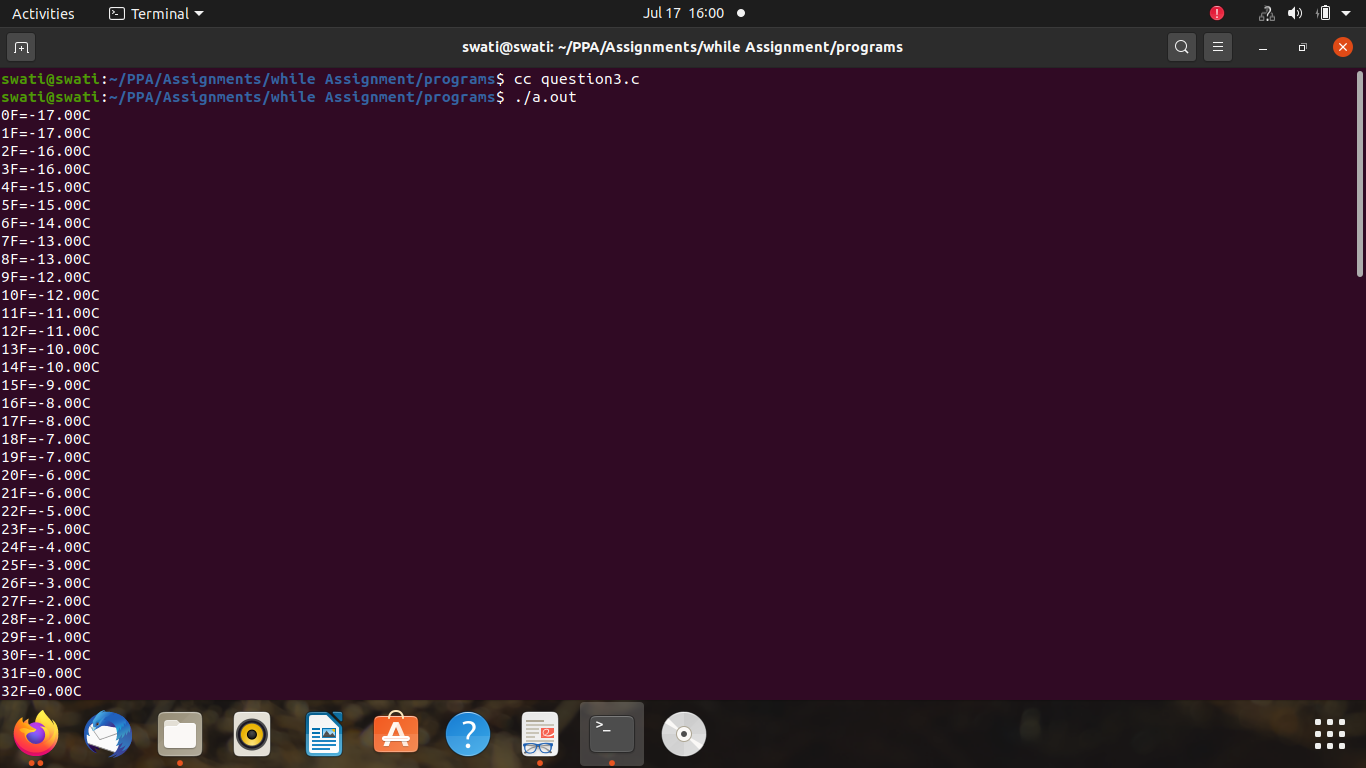 Activities
Terminal
Jul 17 16:00
swati@swati: ~/PPA/Assignments/while Assignment/programs
swati@swati:~/PPA/Assignments/while Assignment/programs$ cc question3.c
swati@swati:~/PPA/Assignments/while Assignment/programs$ ./a.out
0F=-17.00C
1F=-17.00C
2F=-16.00C
3F=-16.00C
4F=-15.00C
5F=-15.00C
6F=-14.00C
7F=-13.00C
8F=-13.00C
9F=-12.00C
10F=-12.00C
11F=-11.00C
12F=-11.00C
13F=-10.00C
14F=-10.00C
15F=-9.00C
16F=-8.00C
17F=-8.00C
18F=-7.00C
19F=-7.00C
20F=-6.00C
21F=-6.00C
22F=-5.00C
23F=-5.00C
24F=-4.00C
25F=-3.00C
26F=-3.00C
27F=-2.00C
28F=-2.00C
29F=-1.00C
30F=-1.00C
31F=0.00C
32F=0.00C